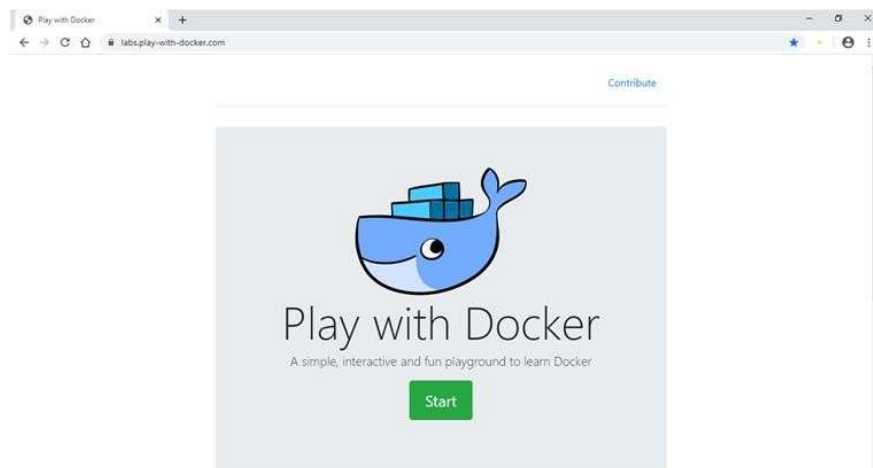 Play with Docker
labs.play-with-docker.com
Contribute
Play with Docker
A simple, interactive and fun playground to learn Docker
Start